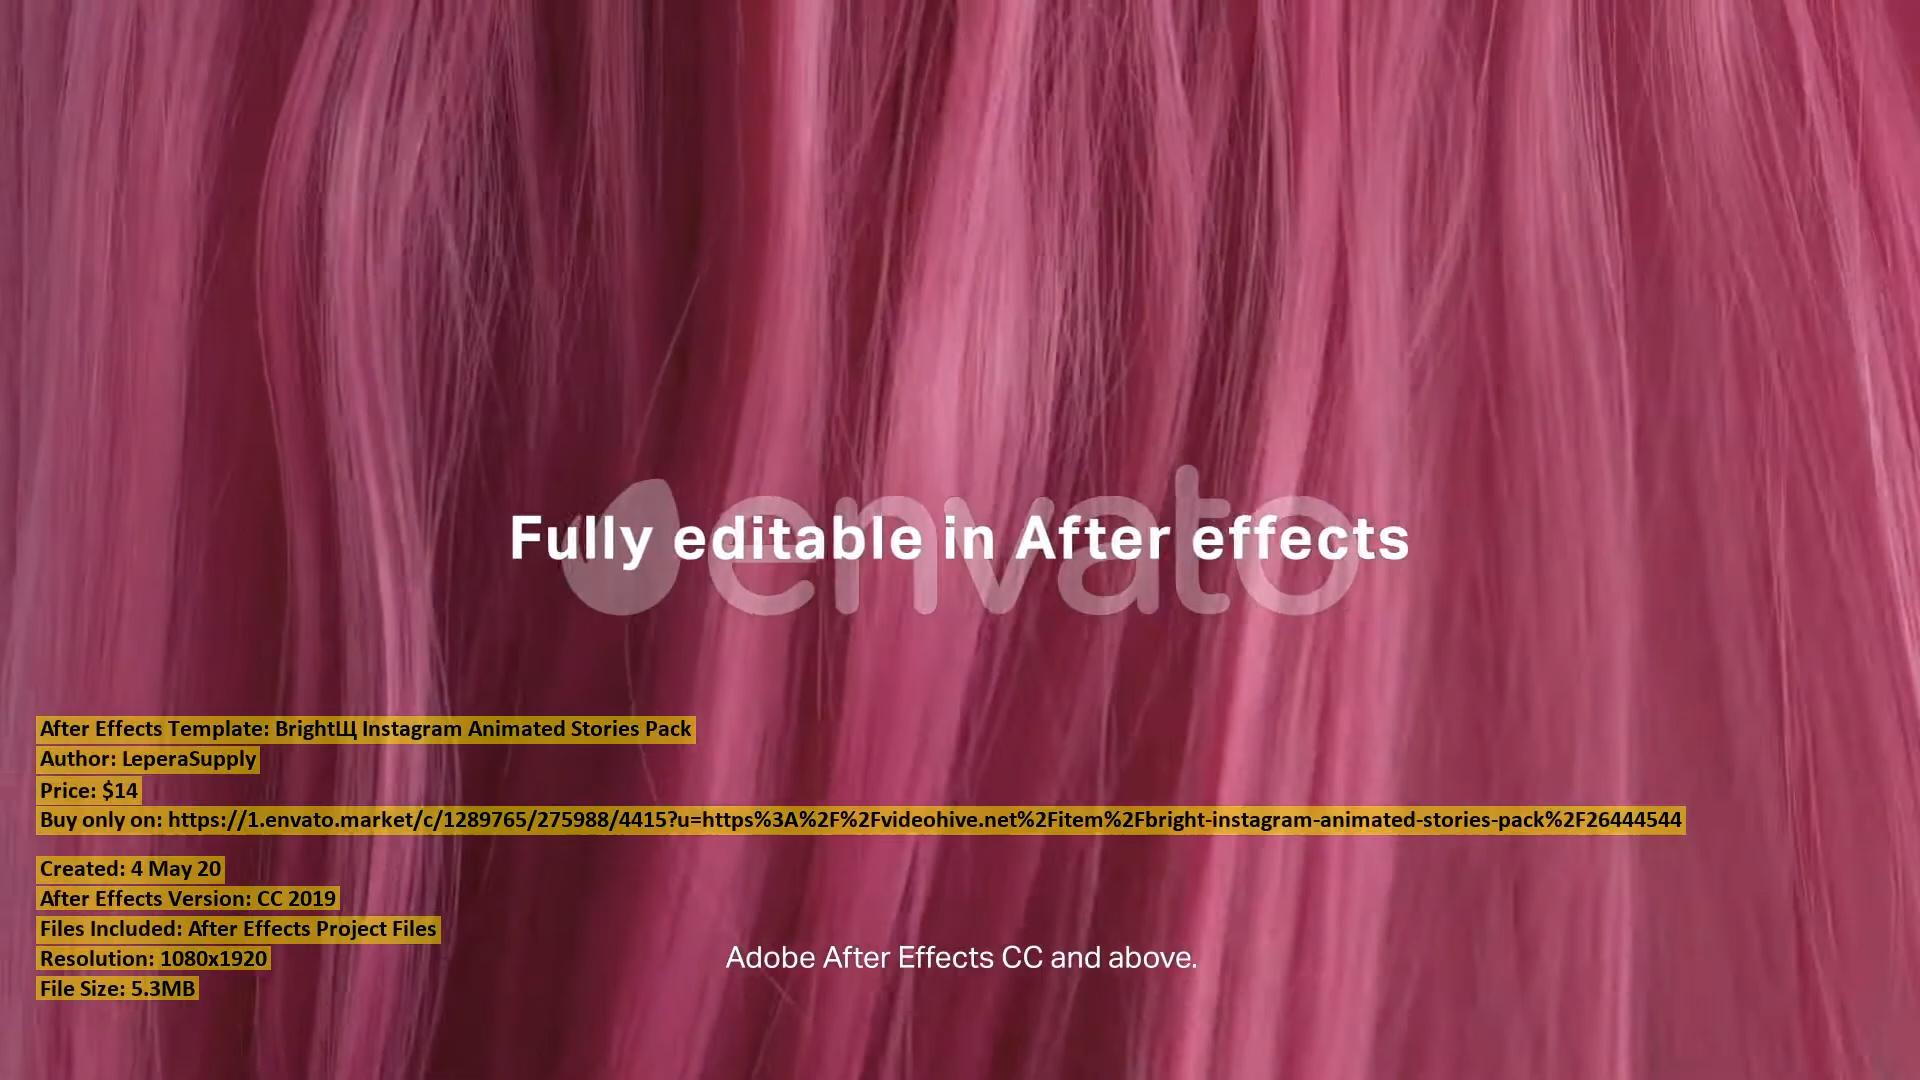 envato
Fully editable in After effects
After Effects Template: BrightЩ Instagram Animated Stories Pack
Author: LeperaSupply
Price: $14
Buy only on: https://1.envato.market/c/1289765/275988/4415?u=https%3A%2F%2Fvideohive.net%2Fitem%2Fbright-instagram-animated-stories-pack%2F26444544
Created: 4 May 20
After Effects Version: CC 2019
Files Included: After Effects Project Files
Resolution: 1080x1920
File Size: 5.3MB
Adobe After Effects CC and above.